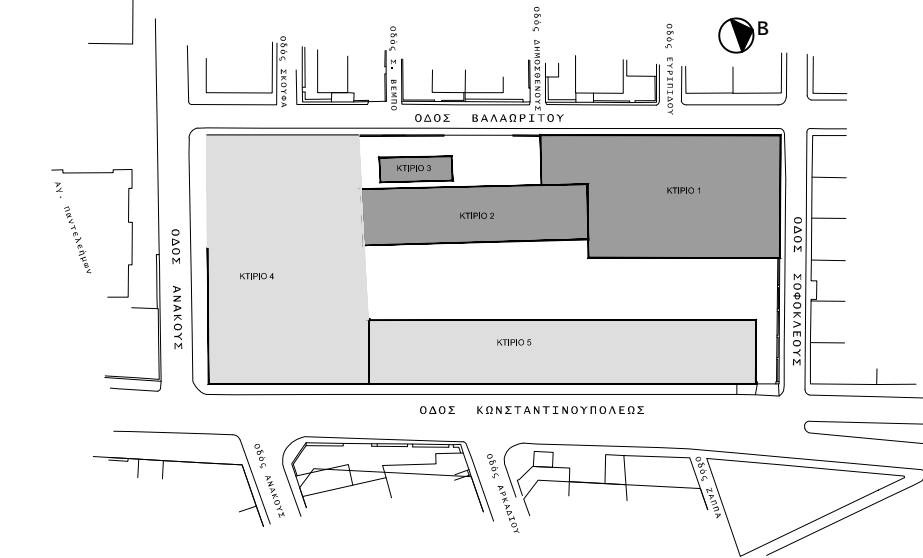 Β
οδός ΣΚΟΥΦΑ
οδός Σ. ΒΕΜΠΟ
οδός ΔΗΜΟΣΘΕΝΟΥΣ
οδός ΕΥΡΙΠΙΔΟΥ
ΟΔΟΣ ΒΑΛΑΩΡΙΤΟΥ
ΚΤΙΡΙΟ 3
ΚΤΙΡΙΟ 1
ΚΤΙΡΙΟ 2
ΑΓ. παντελεήμων
ΟΔΟΣ ΑΝΑΚΟΥΣ
ΟΔΟΣ ΣΟΦΟΚΛΕΟΥΣ
ΚΤΙΡΙΟ 4
ΚΤΙΡΙΟ 5
ΟΔΟΣ ΚΩΝΣΤΑΝΤΙΝΟΥΠΟΛΕΩΣ
οδός ΑΝΑΚΟΥΣ
οδός ΑΡΚΑΔΙΟΥ
οδός ΖΑΠΠΑ